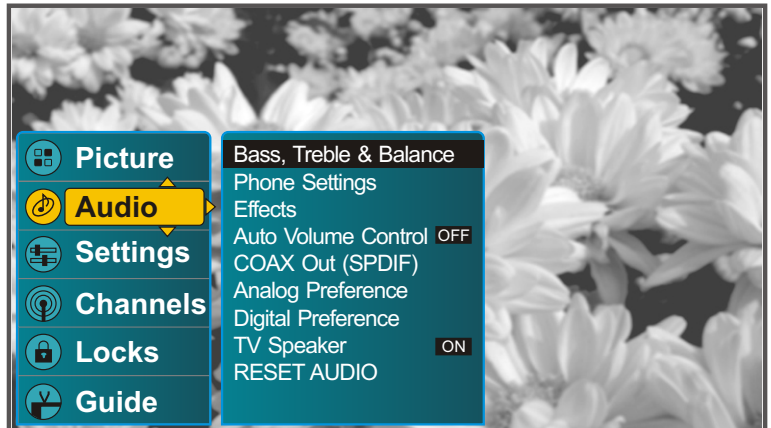 Picture
Audio
Settings
Channels
Locks
Guide
Bass, Treble & Balance
Phone Settings
Effects
Auto Volume Control OFF
COAX Out (SPDIF)
Analog Preference
Digital Preference
TV Speaker ON
RESET AUDIO